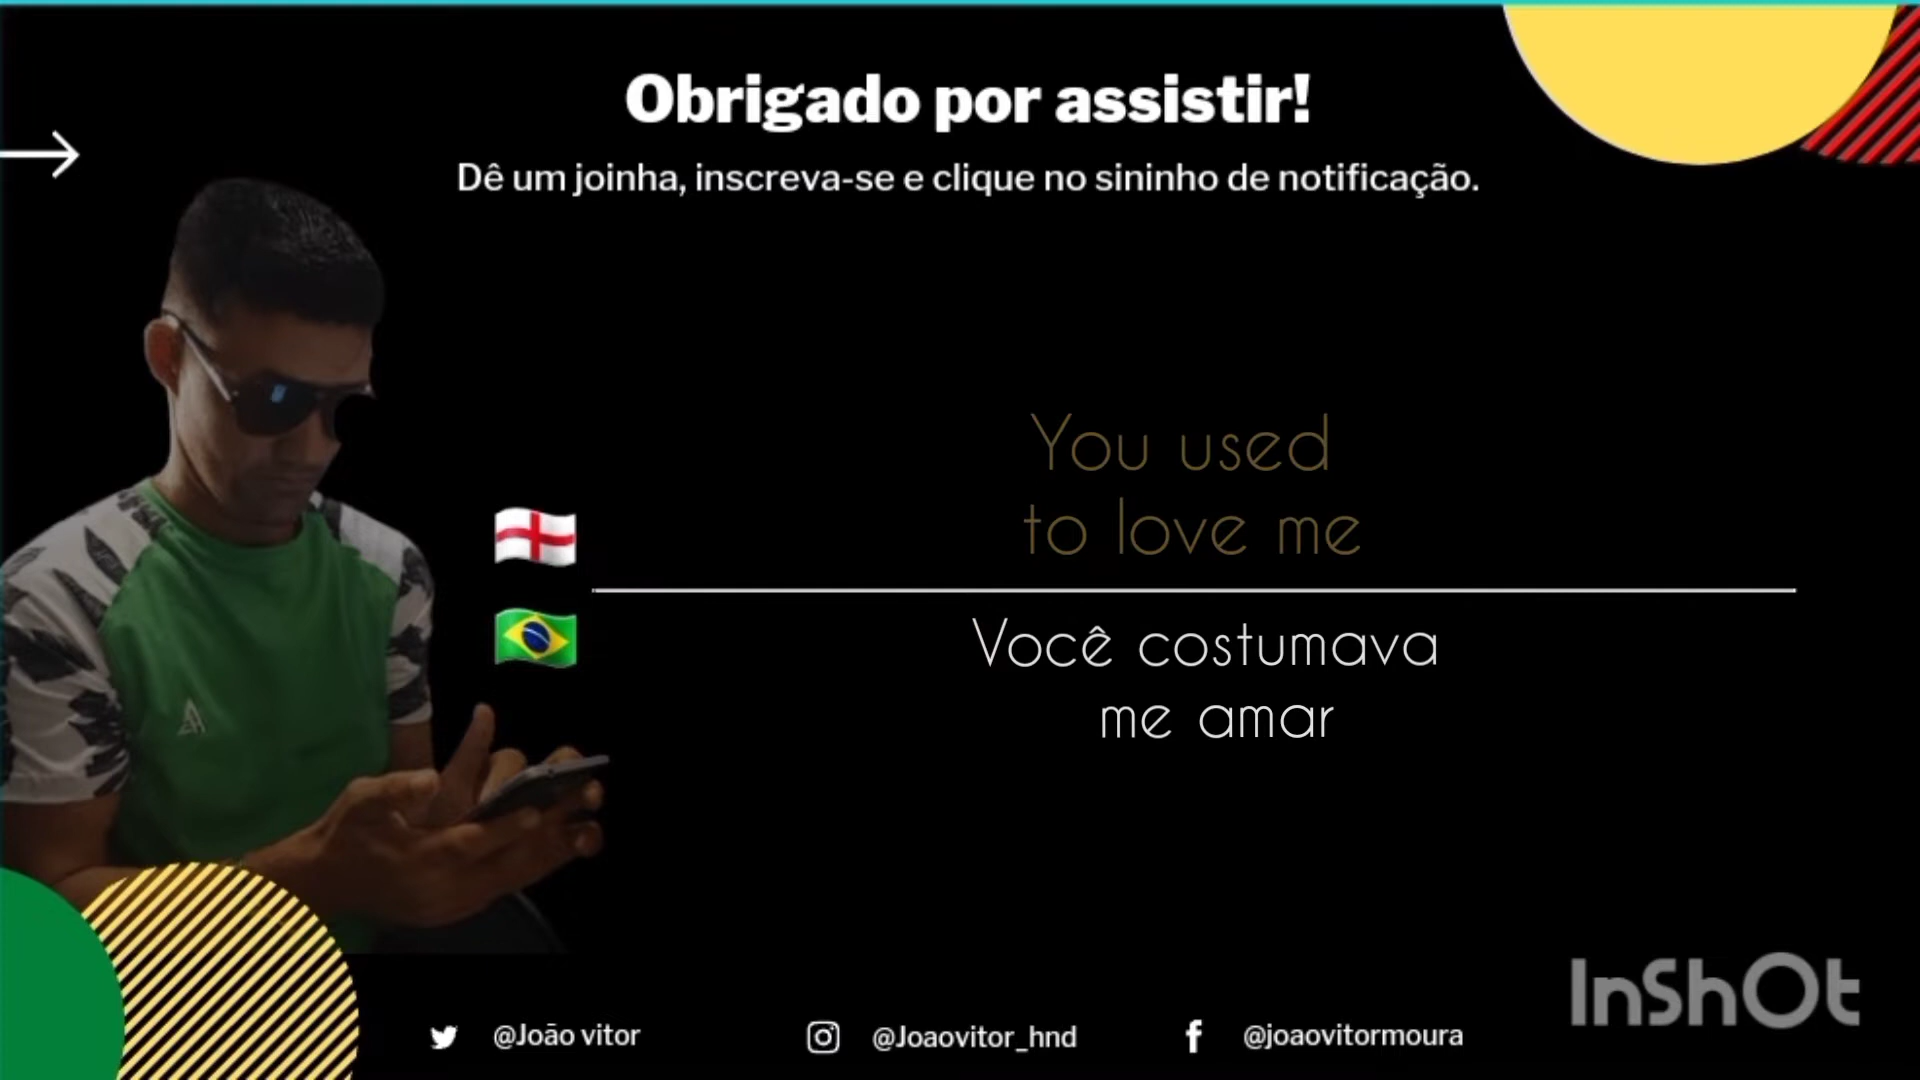 Obrigado por assistir!
Dê um joinha, inscreva-se e clique no sininho de notificação.
You used
to love me
Você costumava
me amar
@João vitor
@Joaovitor_hnd
@joaovitormoura
InShOt